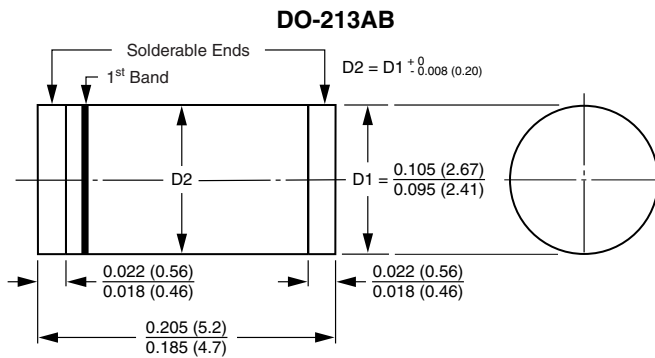 DO-213AB
Solderable Ends
D2 = D1 + 0 - 0.008 (0.20)
1st Band
D2
D1 = 0.105 (2.67)
0.095 (2.41)
0.022 (0.56)
0.018 (0.46)
0.022 (0.56)
0.018 (0.46)
0.205 (5.2)
0.185 (4.7)